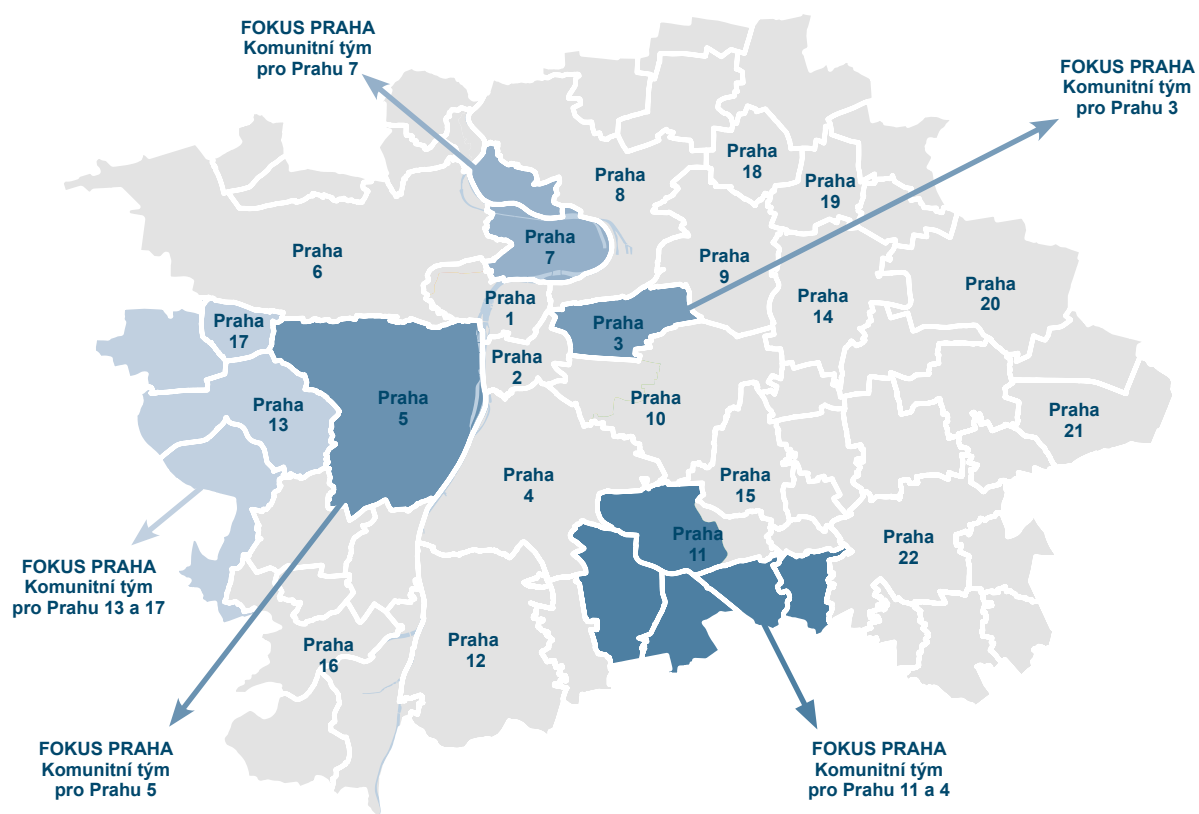 FOKUS PRAHA
Komunitní tým
pro Prahu 7
FOKUS PRAHA
Komunitní tým
pro Prahu 3
Praha
18
Praha
8
Praha
19
Praha
7
Praha
6
Praha
9
Praha
20
Praha
1
Praha
14
Praha
17
Praha
3
Praha
2
Praha
5
Praha
13
Praha
10
Praha
21
Praha
4
Praha
15
Praha
11
Praha
22
FOKUS PRAHA
Komunitní tým
pro Prahu 13 a 17
Praha
16
Praha
12
FOKUS PRAHA
Komunitní tým
pro Prahu 5
FOKUS PRAHA
Komunitní tým
pro Prahu 11 a 4